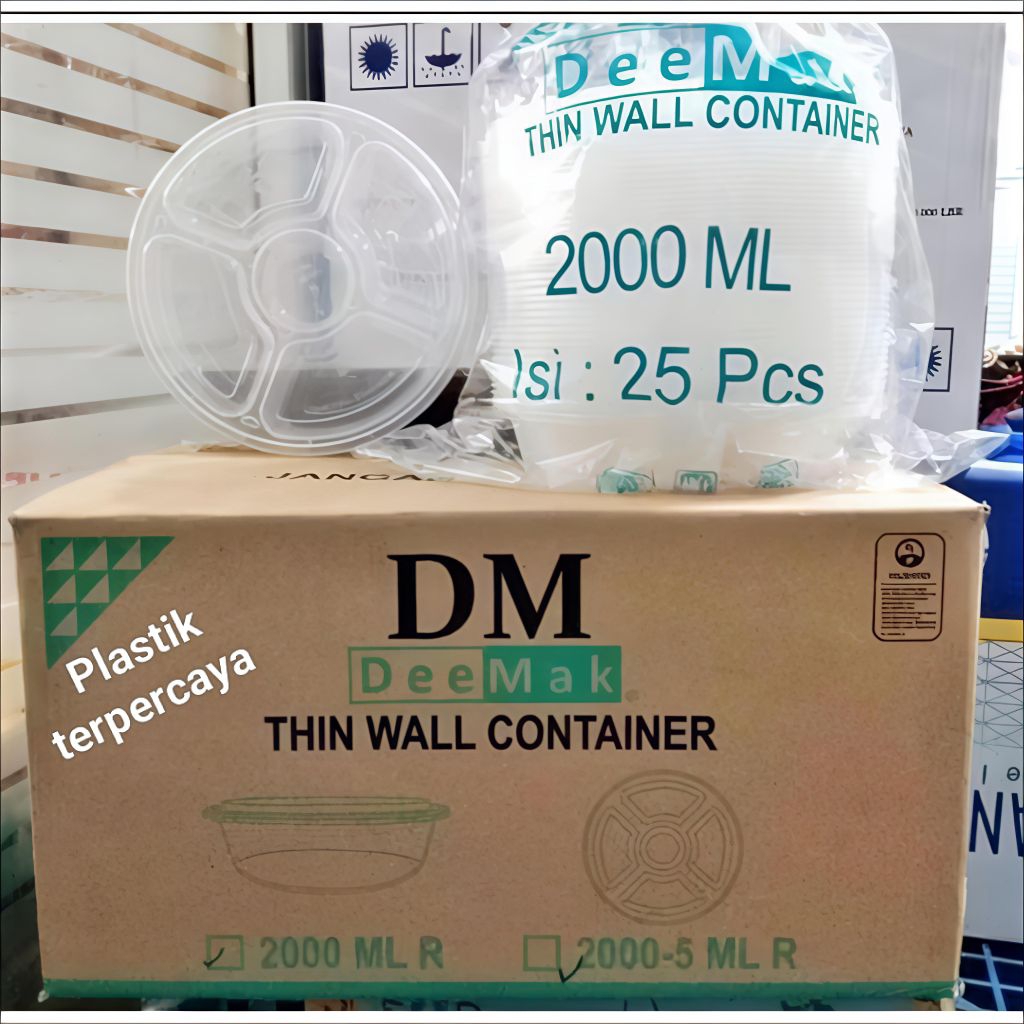 DeeMak
THIN WALL CONTAINER
2000 ML
Isi : 25 Pcs
DM
DeeMak
THIN WALL CONTAINER
Plastik
terpercaya
2000 ML R
2000-5 ML R